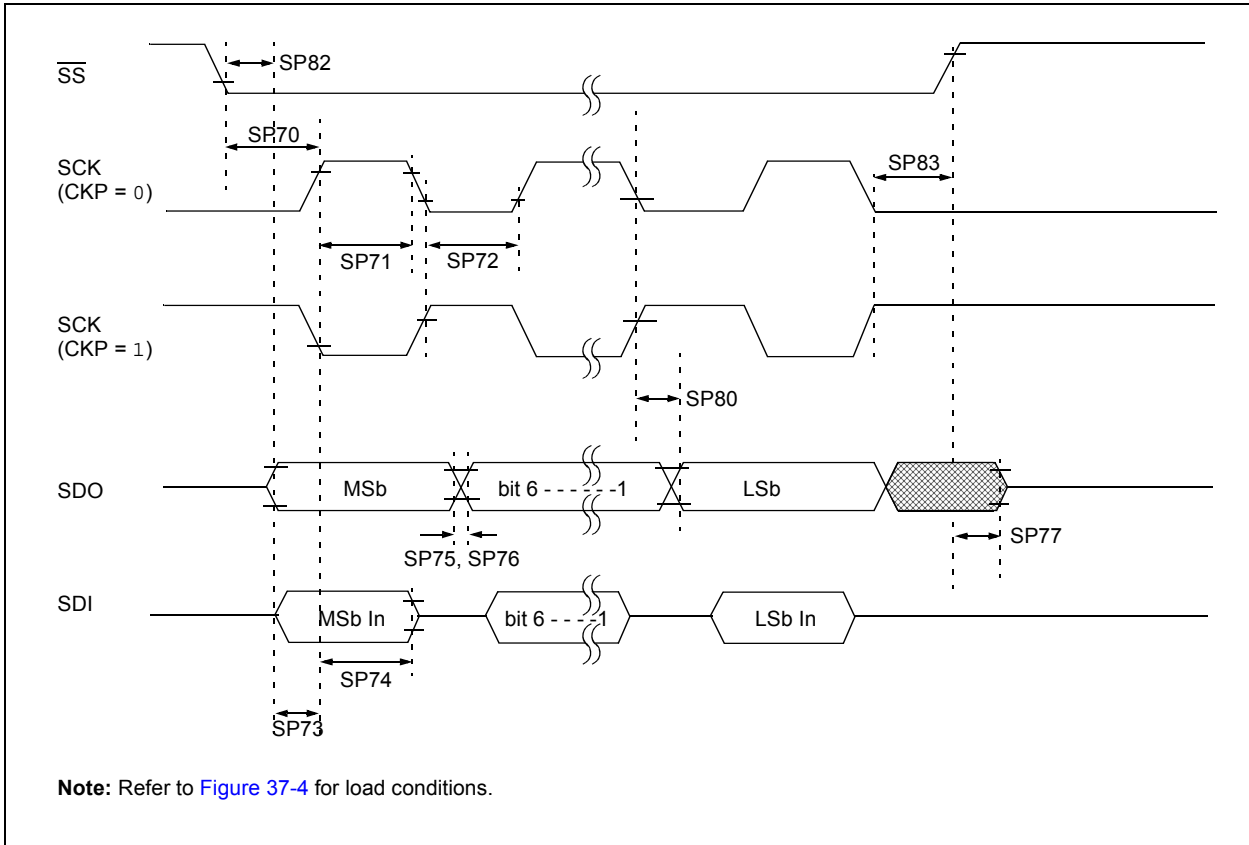 SS
SP82
SP70
SCK
(CKP = 0)
SP83
SP71
SP72
SCK
(CKP = 1)
SP80
SDO
MSb
bit 6 - - - - - -1
LSb
SP77
SP75, SP76
SDI
MSb In
bit 6 - - - -1
LSb In
SP74
SP73
Note: Refer to Figure 37-4 for load conditions.